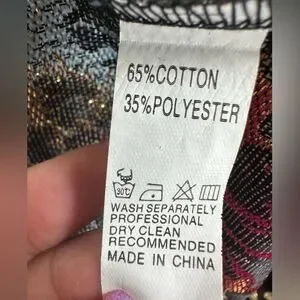 65%COTTON
35%POLYESTER
30°C
WASH SEPARATELY
PROFESSIONAL
DRY CLEAN
RECOMMENDED
MADE IN CHINA